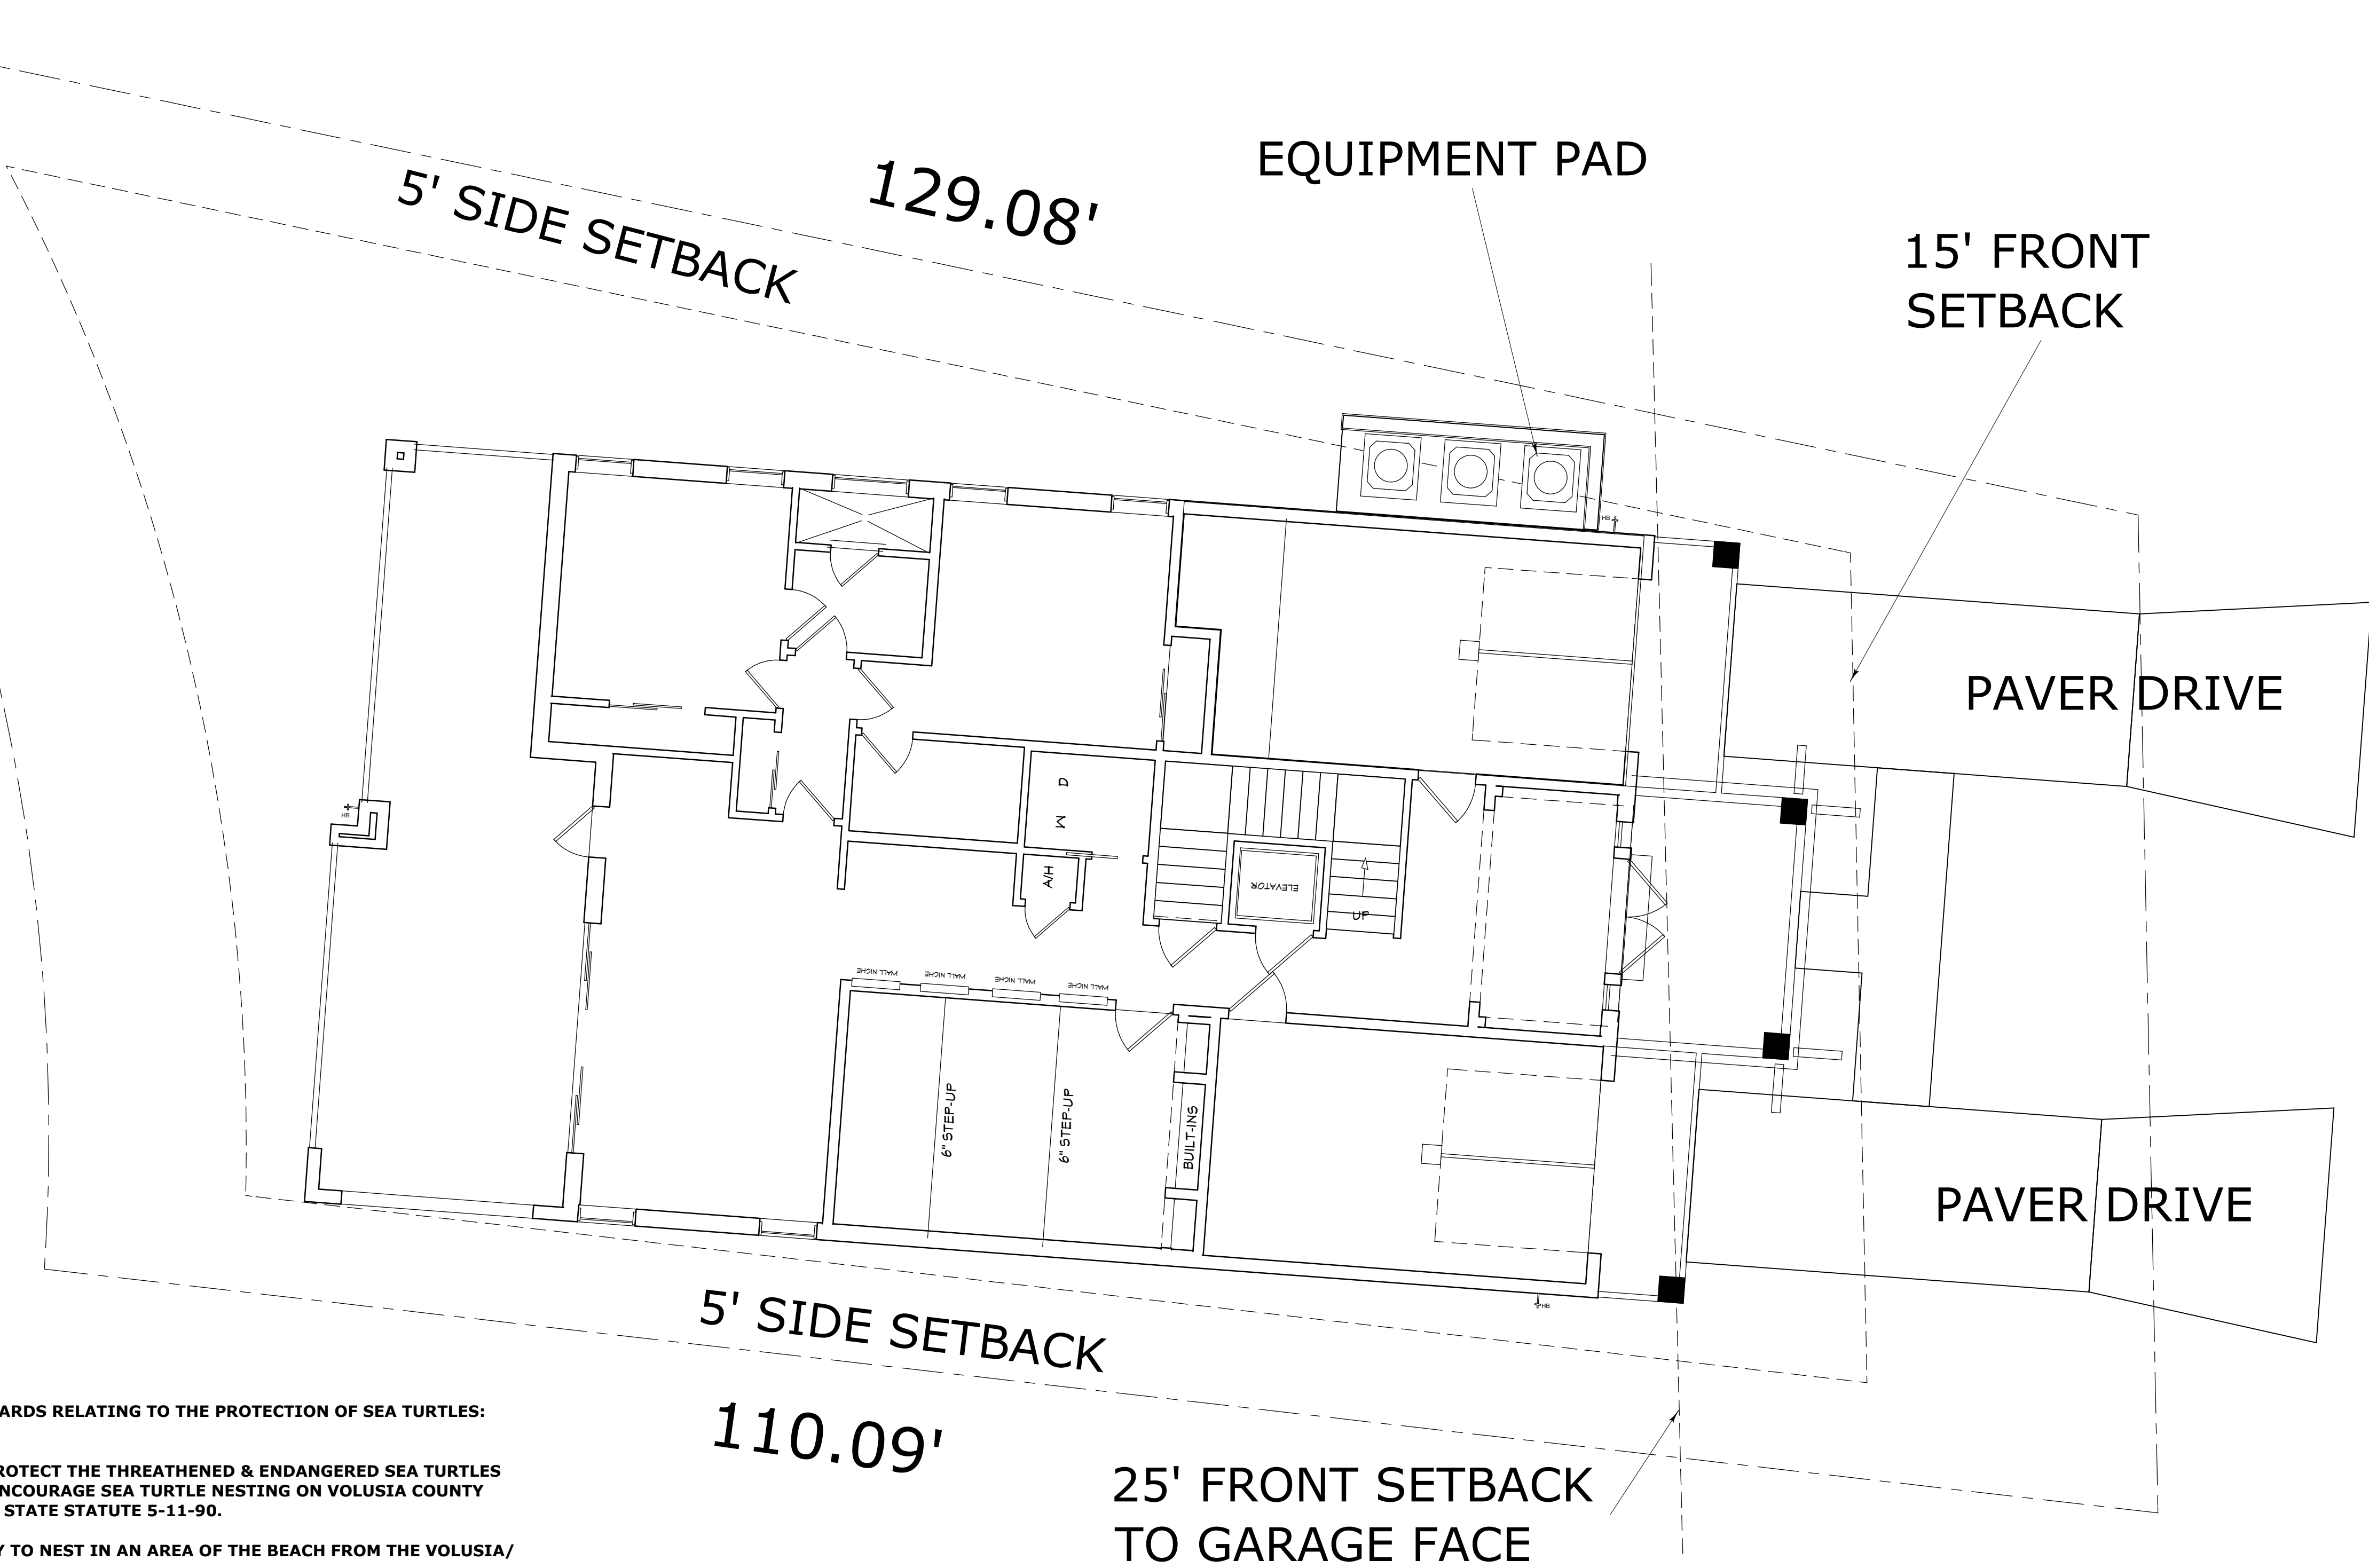 EQUIPMENT PAD
129.08'
5' SIDE SETBACK
15' FRONT
SETBACK
HB
PAVER DRIVE
D
W
HB
A/H
ELEVATOR
UP
WALL NICHE
WALL NICHE
WALL NICHE
WALL NICHE
6" STEP-UP
6" STEP-UP
BUILT-INS
PAVER DRIVE
HB
5' SIDE SETBACK
110.09'
25' FRONT SETBACK
TO GARAGE FACE
ARDS RELATING TO THE PROTECTION OF SEA TURTLES:
ROTECT THE THREATHENED & ENDANGERED SEA TURTLES
NCOURAGE SEA TURTLE NESTING ON VOLUSIA COUNTY
STATE STATUTE 5-11-90.
Y TO NEST IN AN AREA OF THE BEACH FROM THE VOLUSIA/